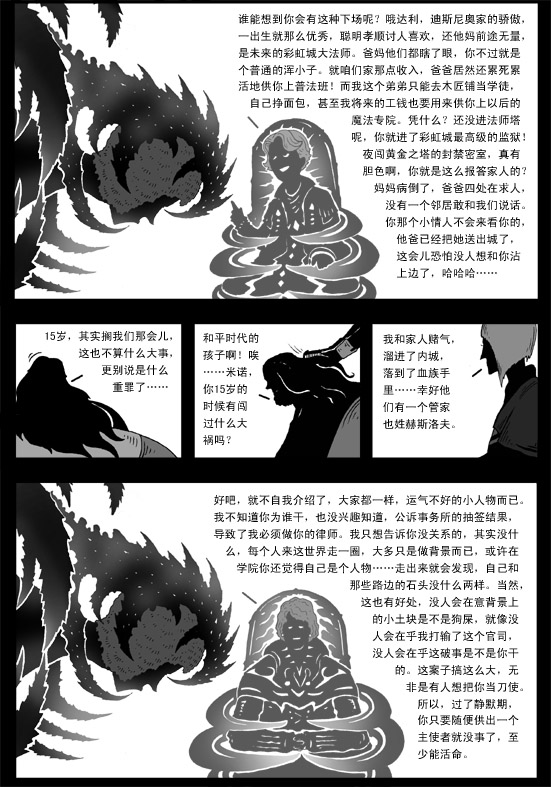 谁能想到你会有这种下场呢？哦达利，迪斯尼奥家的骄傲，
一出生就那么优秀，聪明孝顺讨人喜欢，还他妈前途无量，
是未来的彩虹城大法师。爸妈他们都瞎了眼，你不过就是
个普通的浑小子。就咱们家那点收入，爸爸居然还累死累
活地供你上普法班！而我这个弟弟只能去木匠铺当学徒，
自己挣面包，甚至我将来的工钱也要用来供你上以后的
魔法专院。凭什么？还没进法师塔
呢，你就进了彩虹城最高级的监狱！
夜闯黄金之塔的封禁密室，真有
胆色啊，你就是这么报答家人的？
妈妈病倒了，爸爸四处在求人，
没有一个邻居敢和我们说话。
你那个小情人不会来看你的，
他爸已经把她送出城了，
这会儿恐怕没人想和你沾
上边了，哈哈哈……
15岁，其实搁我们那会儿，
这也不算什么大事，
更别说是什么
重罪了……
和平时代的
孩子啊！唉
……米诺，
你15岁的
时候有闯
过什么大
祸吗？
我和家人赌气，
溜进了内城，
落到了血族手
里……幸好他
们有一个管家
也姓赫斯洛夫。
好吧，就不自我介绍了，大家都一样，运气不好的小人物而已。
我不知道你为谁干，也没兴趣知道，公诉事务所的抽签结果，
导致了我必须做你的律师。我只想告诉你没关系的，其实没什
么，每个人来这世界走一圈，大多只是做背景而已，或许在
学院你还觉得自己是个人物……走出来就会发现，自己和
那些路边的石头没什么两样。当然，
这也有好处，没人会在意背景上
的小土块是不是狗屎，就像没
人会在乎我打输了这个官司，
没人会在乎这破事是不是你干
的。这案子搞这么大，无
非是有人想把你当刀使。
所以，过了静默期，
你只要随便供出一个
主使者就没事了，至
少能活命。